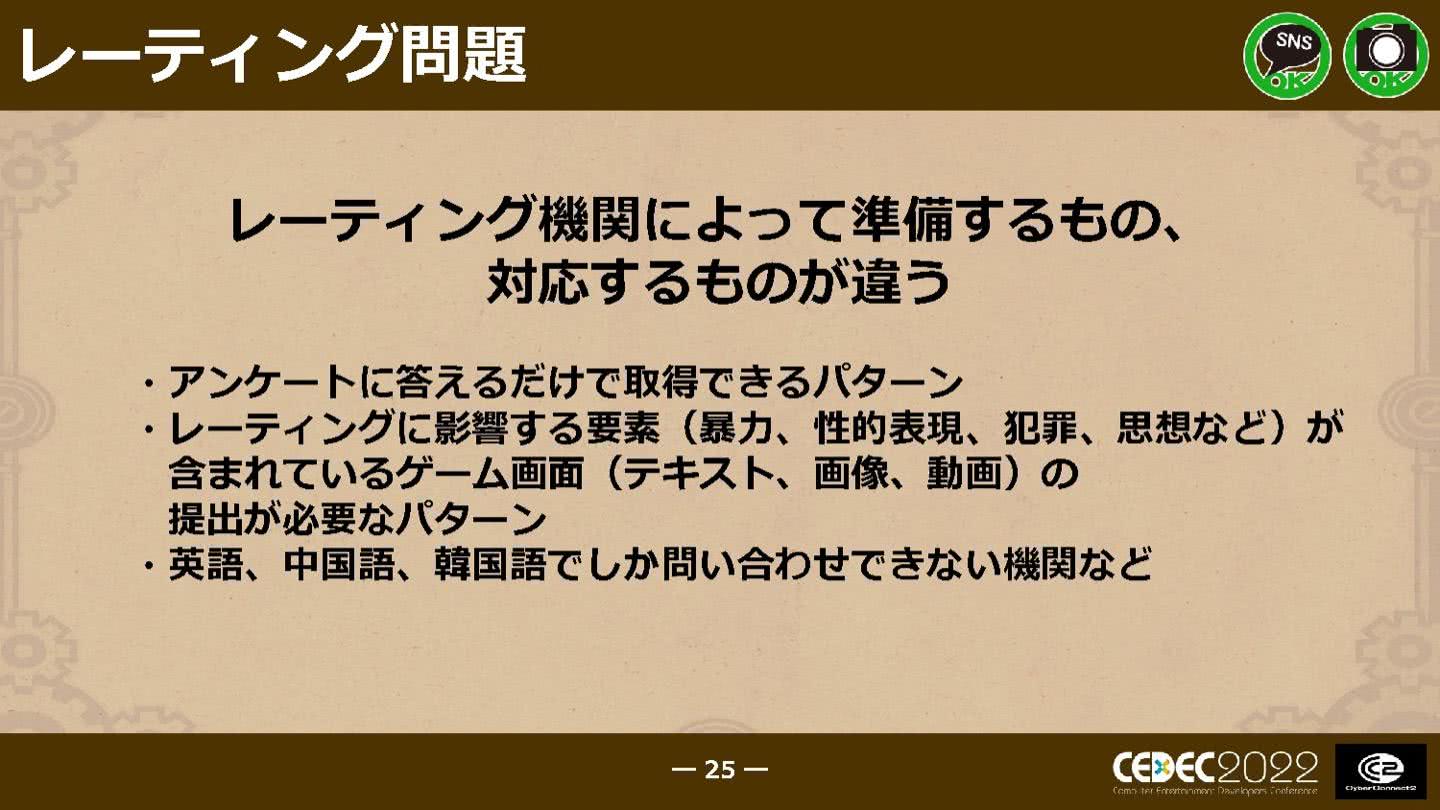 レーティング問題
SNS
OK
OK
レーティング機関によって準備するもの、
対応するものが違う
・アンケートに答えるだけで取得できるパターン
・レーティングに影響する要素（暴力、性的表現、犯罪、思想など）が
含まれているゲーム画面（テキスト、画像、動画）の
提出が必要なパターン
・英語、中国語、韓国語でしか問い合わせできない機関など
― 25 ―
CEDEC2022
Computer Entertainment Developers Conference
CyberConnect2